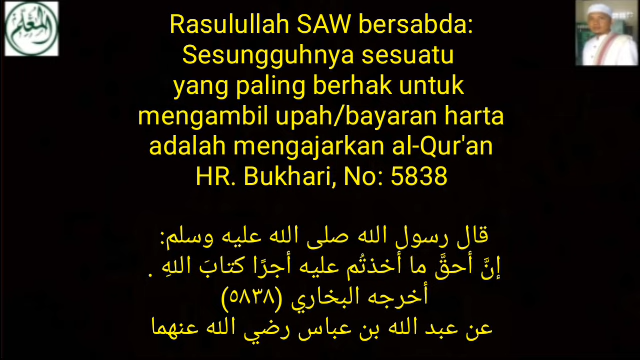 Rasulullah SAW bersabda:
Sesungguhnya sesuatu
yang paling berhak untuk
mengambil upah/bayaran harta
adalah mengajarkan al-Qur'an
HR. Bukhari, No: 5838
قال رسول الله صلى الله عليه وسلم:
إنَّ أحقَّ ما أخذتُم عليه أجرًا كتابَ اللهِ .
أخرجه البخاري (٥٨٣٨)
عن عبد الله بن عباس رضي الله عنهما